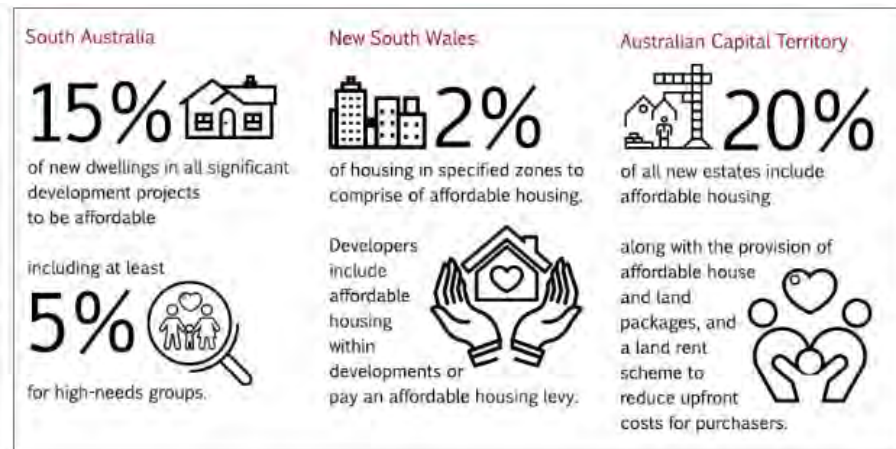 South Australia
15%
of new dwellings in all significant
development projects
to be affordable
including at least
5%
for high-needs groups.
New South Wales
2%
of housing in specified zones to
comprise of affordable housing.
Developers
include
affordable
housing
within
developments or
pay an affordable housing levy.
Australian Capital Territory
20%
of all new estates include
affordable housing
along with the provision of
affordable house
and land
packages, and
a land rent
scheme to
reduce upfront
costs for purchasers.